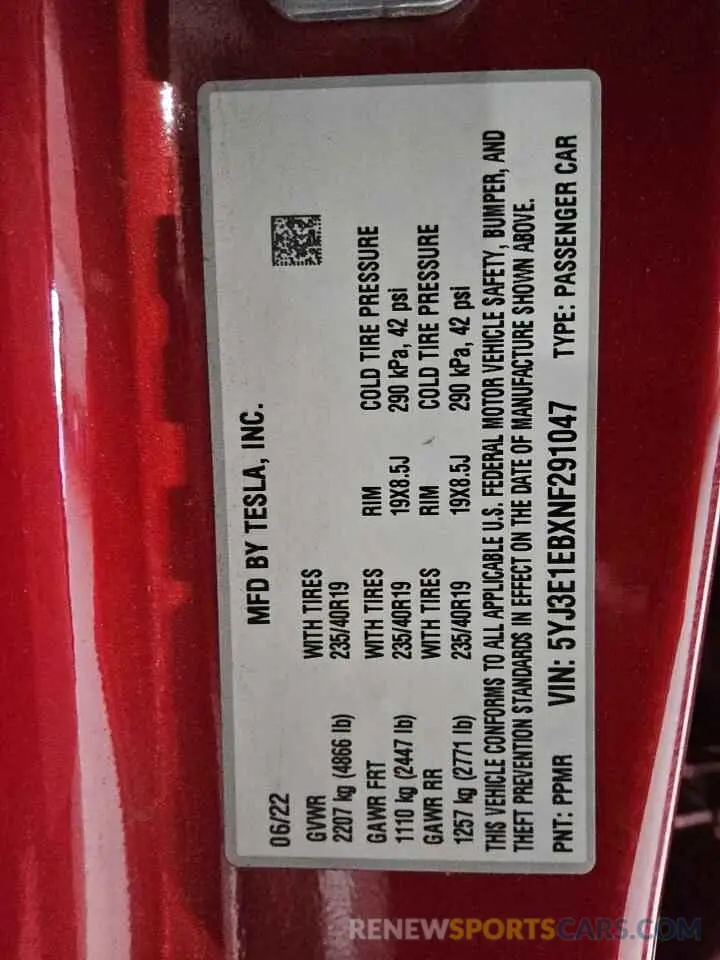 MFD BY TESLA, INC.
06/22
GVWR WITH TIRES
2207 kg (4866 lb) 235/40R19
GAWR FRT WITH TIRES RIM COLD TIRE PRESSURE
1110 kg (2447 lb) 235/40R19 19X8.5J 290 kPa, 42 psi
GAWR RR WITH TIRES RIM COLD TIRE PRESSURE
1257 kg (2771 lb) 235/40R19 19X8.5J 290 kPa, 42 psi
THIS VEHICLE CONFORMS TO ALL APPLICABLE U.S. FEDERAL MOTOR VEHICLE SAFETY, BUMPER, AND
THEFT PREVENTION STANDARDS IN EFFECT ON THE DATE OF MANUFACTURE SHOWN ABOVE.
PNT: PPMR VIN: 5YJ3E1EBXNF291047 TYPE: PASSENGER CAR
RENEWSPORTSCARS.COM